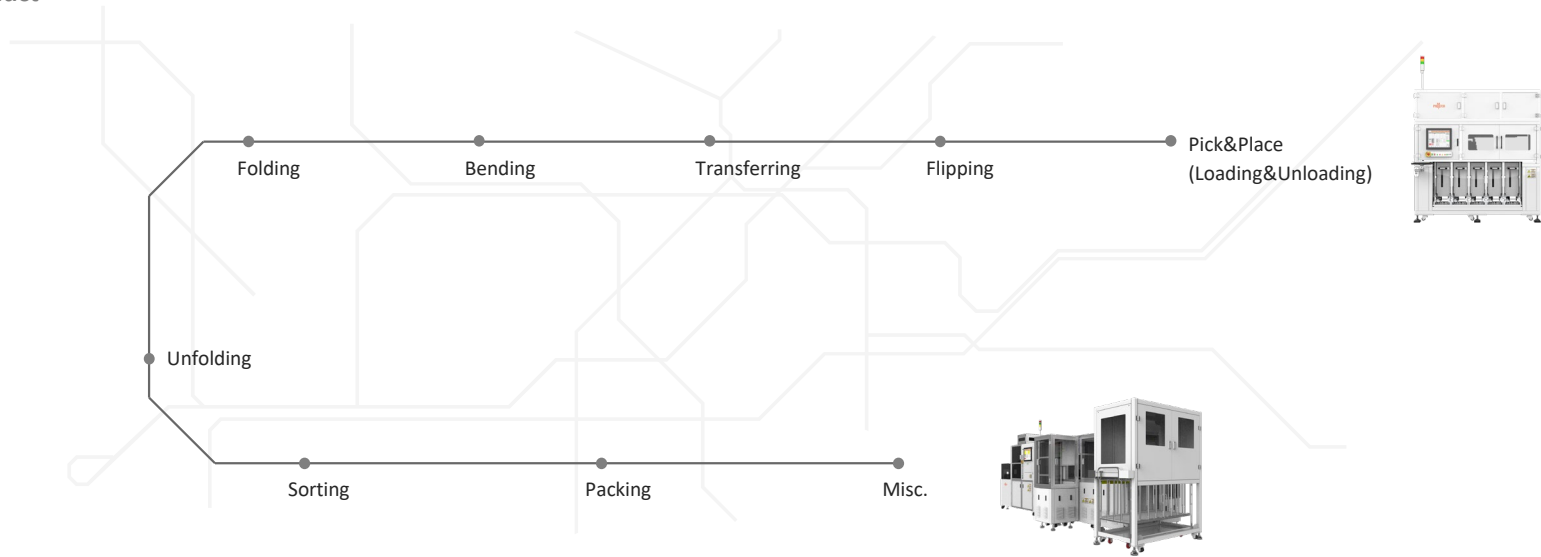 Folding
Bending
Transferring
Flipping
Pick&Place
(Loading&Unloading)
Unfolding
Sorting
Packing
Misc.